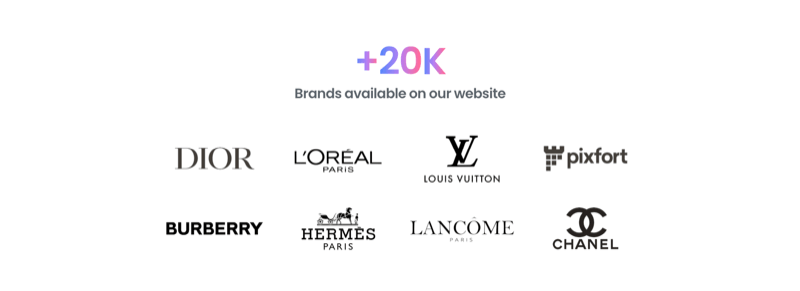 +20K
Brands available on our website
DIOR
L'ORÉAL
PARIS
LV
LOUIS VUITTON
pixfort
BURBERRY
HERMÈS
PARIS
LANCÔME
PARIS
CHANEL